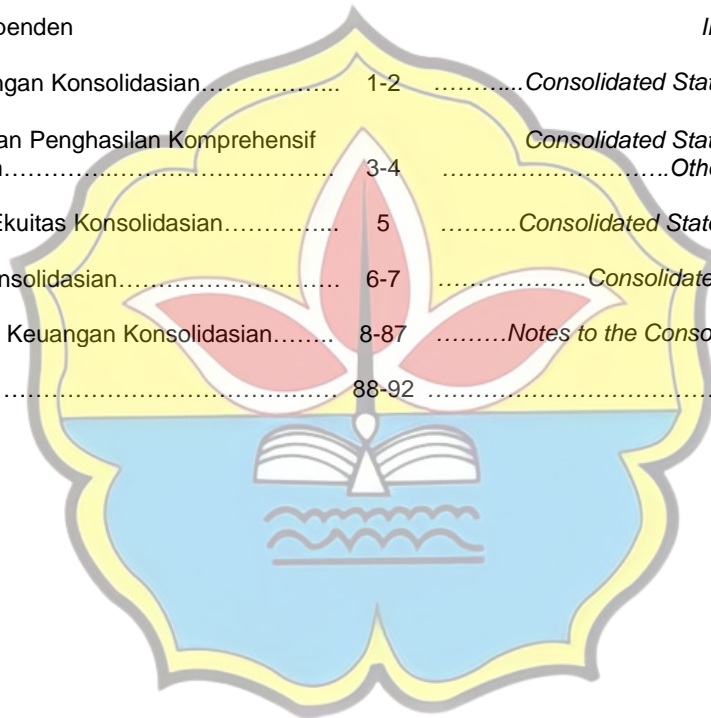 enden
ngan Konsolidasian…………….. 1-2 …….…Consolidated Stat
an Penghasilan Komprehensif Consolidated Stat
…………………………………… 3-4 ……….……………….Othe
Ekuitas Konsolidasian………….. 5 ……….Consolidated State
nsolidasian……………………… 6-7 ……………….Consolidate
Keuangan Konsolidasian…….. 8-87 ………Notes to the Conso
…………………………………… 88-92 ……………………………